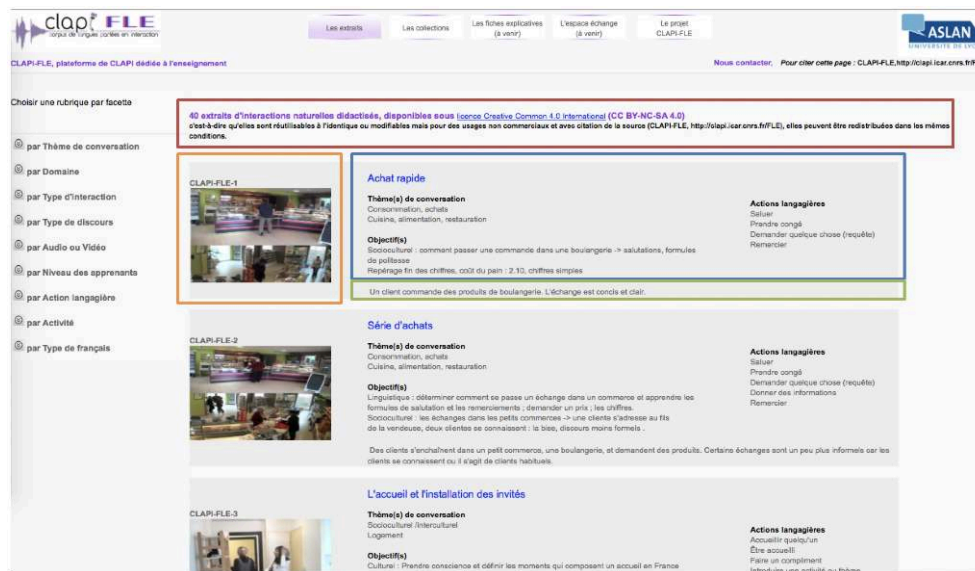 clapi FLE
corpus de langues parlées en interaction
Les extraits
Les collections
Les fiches explicatives
(à venir)
L'espace échange
(à venir)
Le projet
CLAPI-FLE
ASLAN
UNIVERSITÉ DE LYO
CLAPI-FLE, plateforme de CLAPI dédiée à l'enseignement
Nous contacter, Pour citer cette page : CLAPI-FLE,http://clapi.icar.cnrs.fr/F
Choisir une rubrique par facette
par Thème de conversation
par Domaine
par Type d'interaction
par Type de discours
par Audio ou Vidéo
par Niveau des apprenants
par Action langagière
par Activité
par Type de français
40 extraits d'interactions naturelles didactisés, disponibles sous licence Creative Common 4.0 International (CC BY-NC-SA 4.0)
c'est-à-dire qu'elles sont réutilisables à l'identique ou modifiables mais pour des usages non commerciaux et avec citation de la source (CLAPI-FLE, http://clapi.icar.cnrs.fr/FLE), elles peuvent être redistribuées dans les mêmes
conditions.
CLAPI-FLE-1
Achat rapide
Thème(s) de conversation
Consommation, achats
Cuisine, alimentation, restauration
Objectif(s)
Socioculturel : comment passer une commande dans une boulangerie -> salutations, formules
de politesse
Repérage fin des chiffres, coût du pain : 2.10, chiffres simples
Actions langagières
Saluer
Prendre congé
Demander quelque chose (requête)
Remercier
Un client commande des produits de boulangerie. L'échange est concis et clair.
CLAPI-FLE-2
Série d'achats
Thème(s) de conversation
Consommation, achats
Cuisine, alimentation, restauration
Objectif(s)
Linguistique : déterminer comment se passe un échange dans un commerce et apprendre les
formules de salutation et les remerciements ; demander un prix ; les chiffres.
Socioculturel : les échanges dans les petits commerces -> une cliente s'adresse au fils
de la vendeuse, deux clientes se connaissent : la bise, discours moins formels .
Actions langagières
Saluer
Prendre congé
Demander quelque chose (requête)
Donner des informations
Remercier
Des clients s'enchaînent dans un petit commerce, une boulangerie, et demandent des produits. Certains échanges sont un peu plus informels car les
clients se connaissent ou il s'agit de clients habituels.
CLAPI-FLE-3
L'accueil et l'installation des invités
Thème(s) de conversation
Socioculturel /interculturel
Logement
Objectif(s)
Culturel : Prendre conscience et définir les moments qui composent un accueil en France
Actions langagières
Accueillir quelqu'un
Être accueilli
Faire un compliment
Introduire une activité ou thème